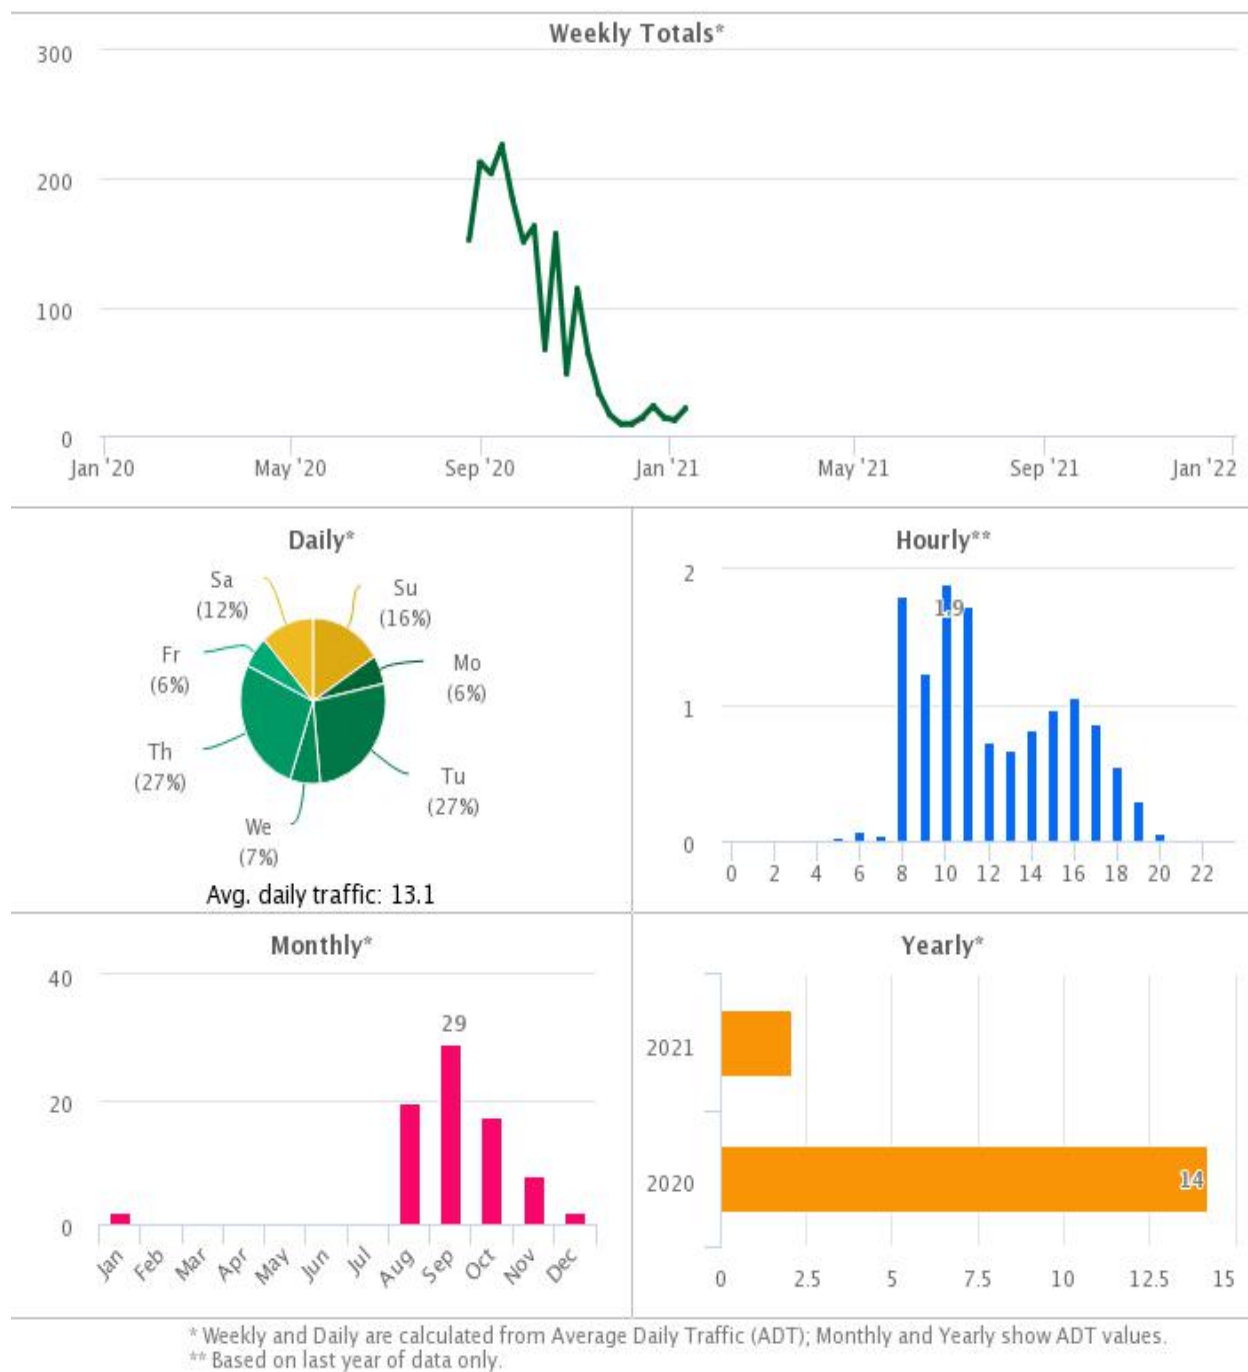 Weekly Totals*
300
200
100
0
Jan '20 May '20 Sep '20 Jan '21 May '21 Sep '21 Jan '22
Daily*
Sa
(12%)
Su
(16%)
Fr
(6%)
Mo
(6%)
Th
(27%)
Tu
(27%)
We
(7%)
Avg. daily traffic: 13.1
Hourly**
2
1.9
1
0
0 2 4 6 8 10 12 14 16 18 20 22
Monthly*
40
29
20
0
Jan Feb Mar Apr May Jun Jul Aug Sep Oct Nov Dec
Yearly*
2021
2020
14
0 2.5 5 7.5 10 12.5 15
* Weekly and Daily are calculated from Average Daily Traffic (ADT); Monthly and Yearly show ADT values.
** Based on last year of data only.